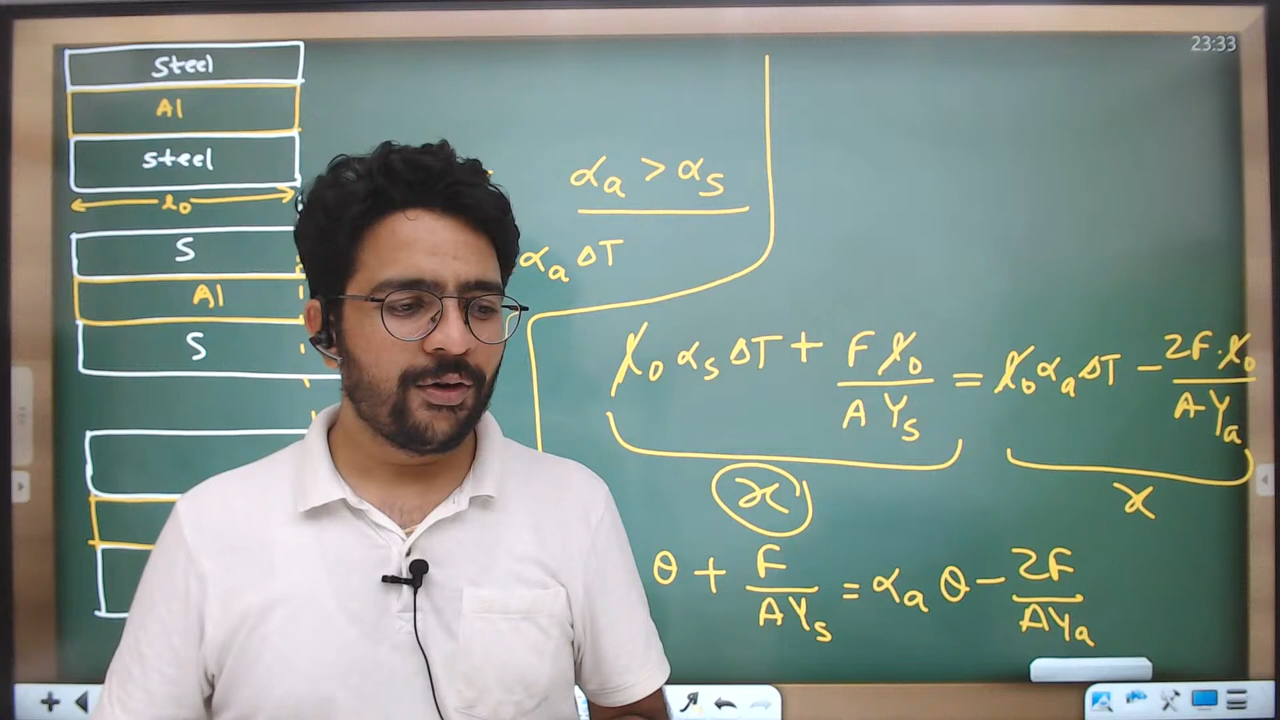 23:33
Steel
Al
Steel
l₀
S
Al
S
αₐ > αₛ
αₐ ΔT
l₀ αₛ ΔT + F l₀ / A Yₛ = l₀ αₐ ΔT - 2F · l₀ / A Yₐ
x
x
θ + F / A Yₛ = αₐ θ - 2F / A Yₐ